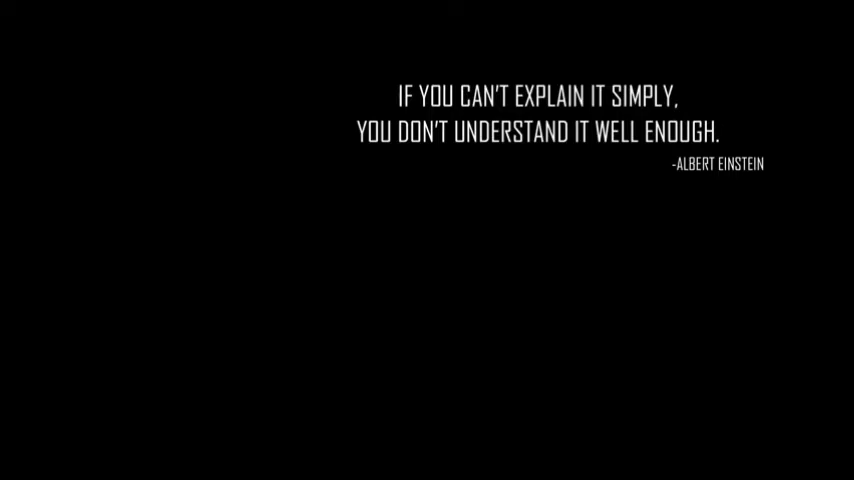 IF YOU CAN'T EXPLAIN IT SIMPLY,
YOU DON'T UNDERSTAND IT WELL ENOUGH.
-ALBERT EINSTEIN